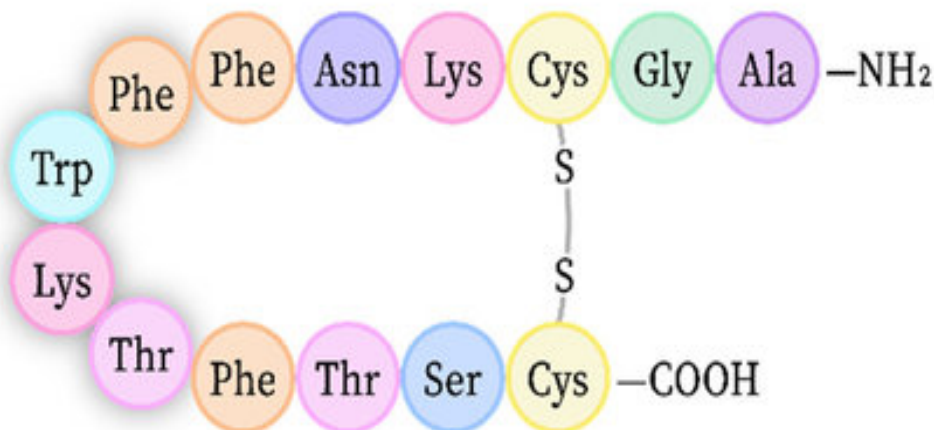 Phe Phe Asn Lys Cys Gly Ala –NH₂
Trp
S
S
Lys
Thr Phe Thr Ser Cys –COOH